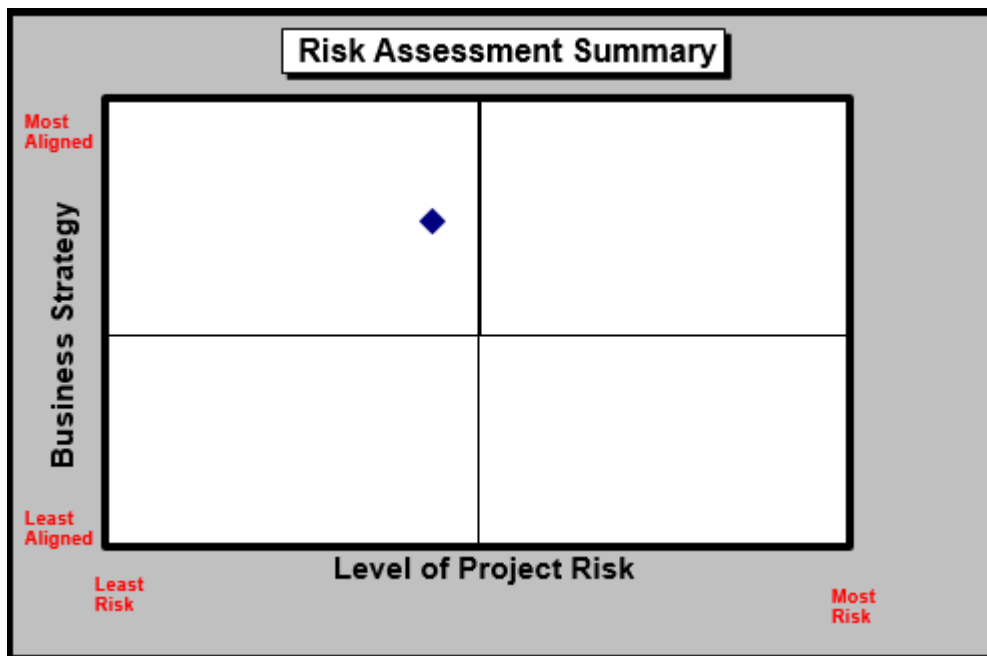 Risk Assessment Summary
Most
Aligned
Business Strategy
Least
Aligned
Level of Project Risk
Least
Risk
Most
Risk